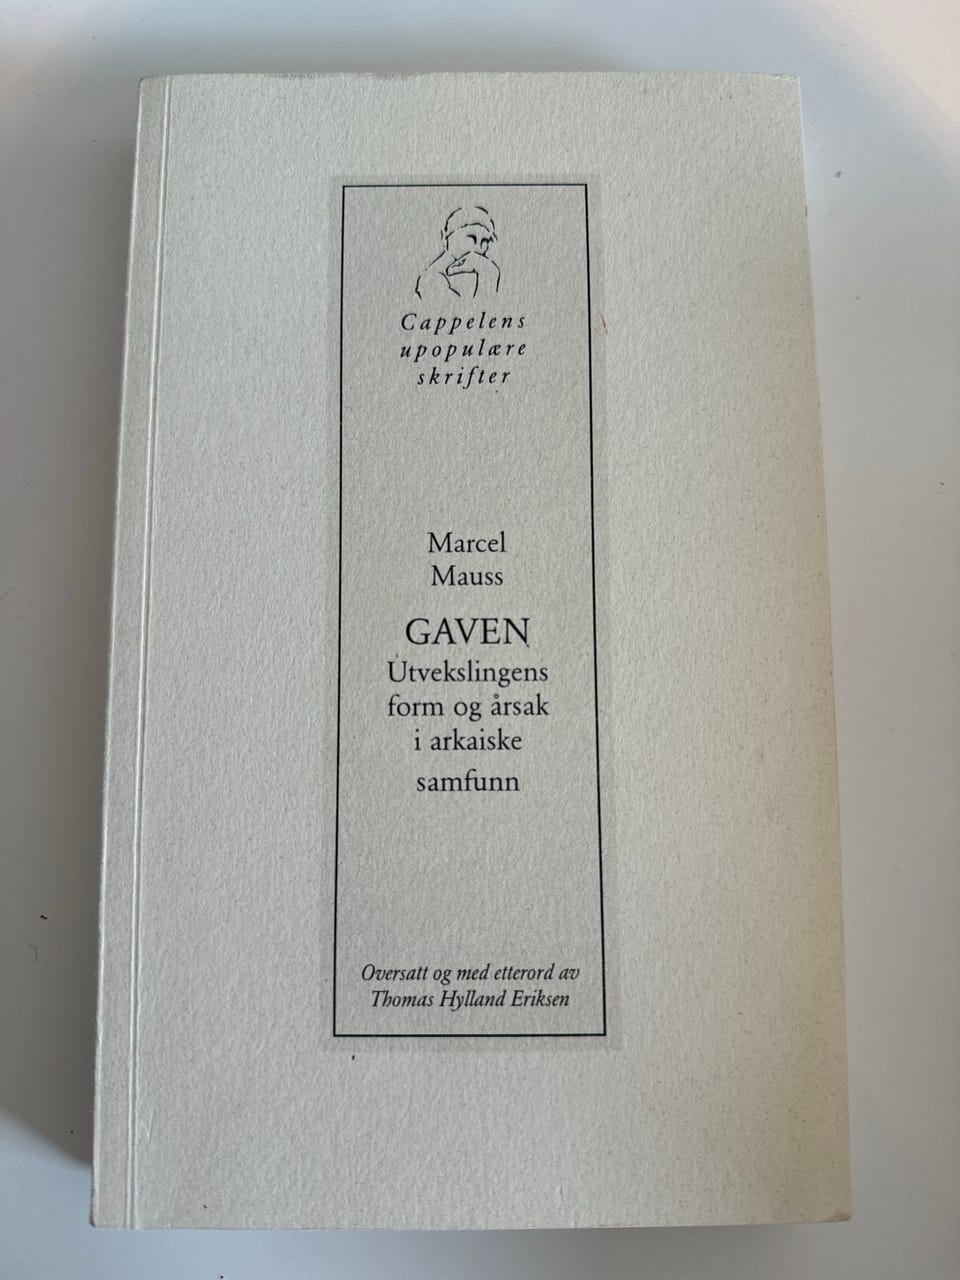 Cappelens
upopulære
skrifter
Marcel
Mauss
GAVEN
Utvekslingens
form og årsak
i arkaiske
samfunn
Oversatt og med etterord av
Thomas Hylland Eriksen